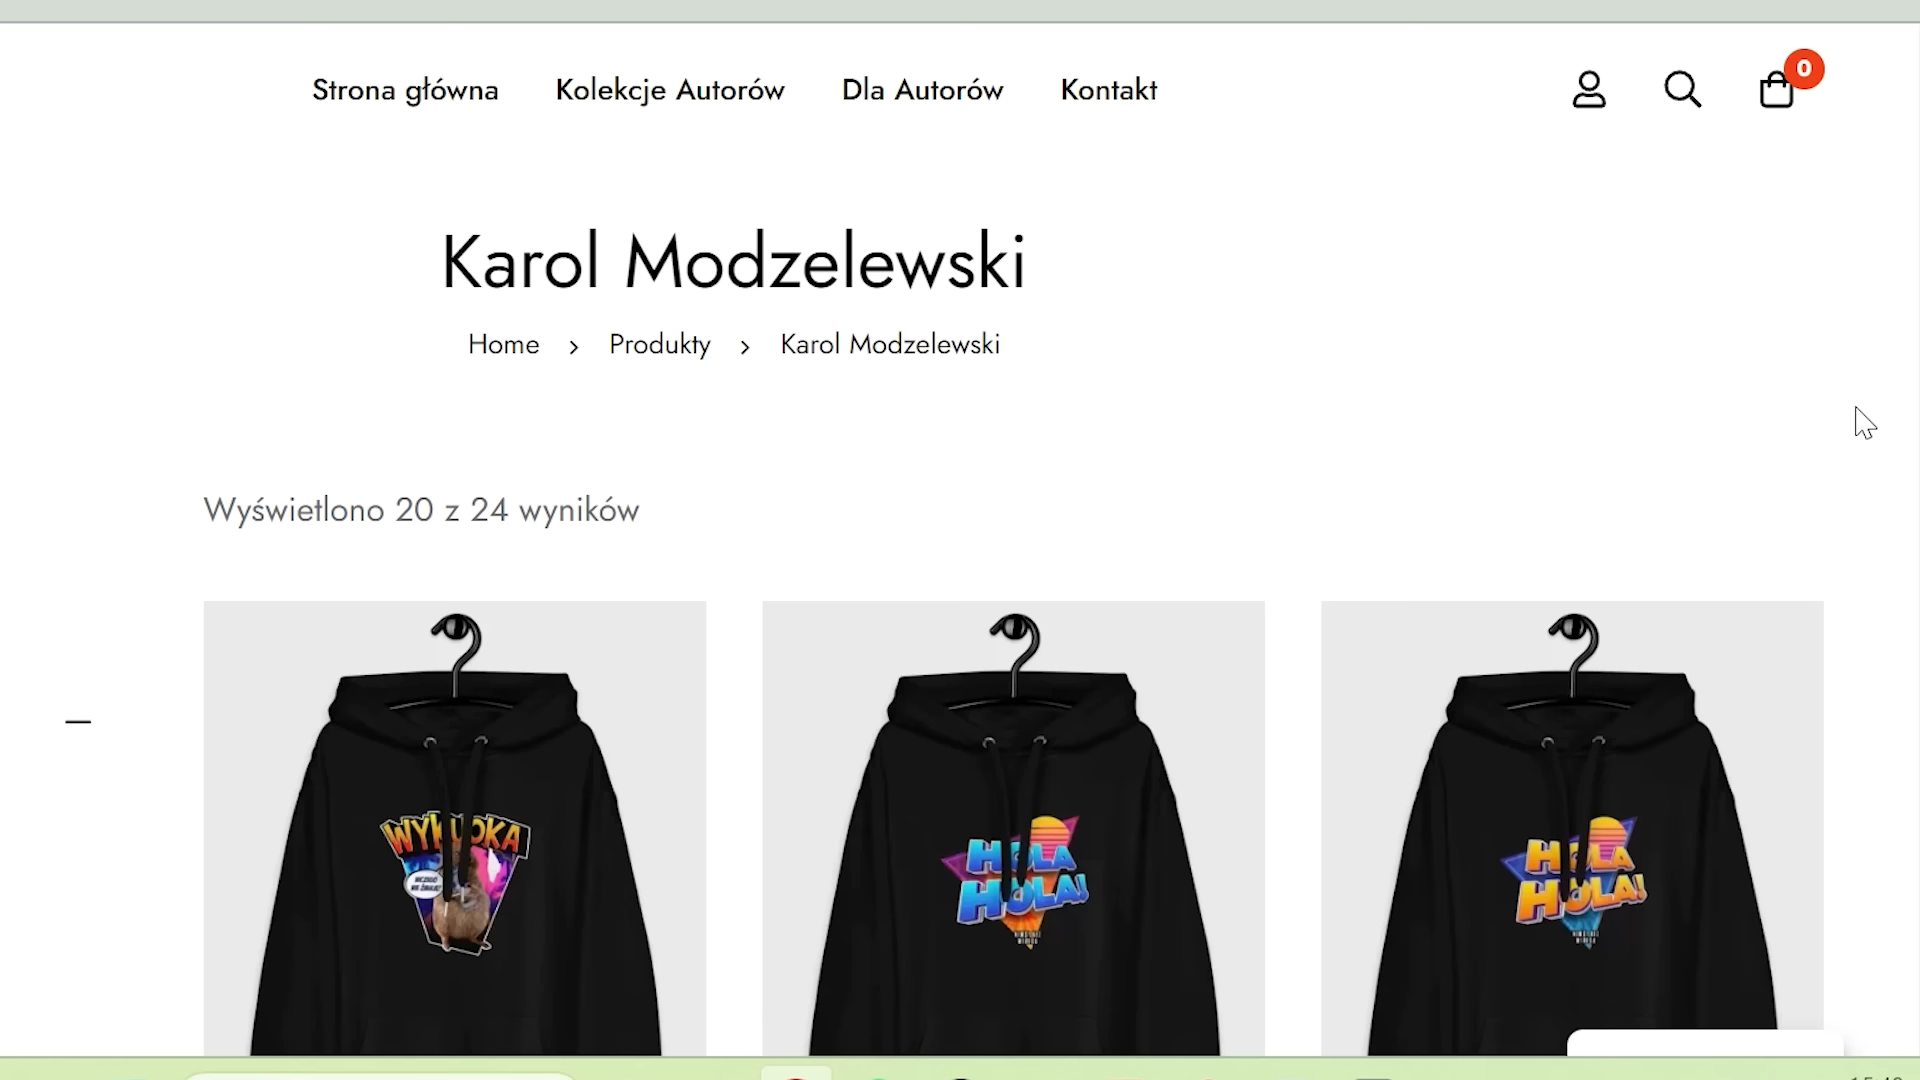 Strona główna Kolekcje Autorów Dla Autorów Kontakt
0
Karol Modzelewski
Home > Produkty > Karol Modzelewski
Wyświetlono 20 z 24 wyników
HOLA
HOLA!
HOLA
HOLA!